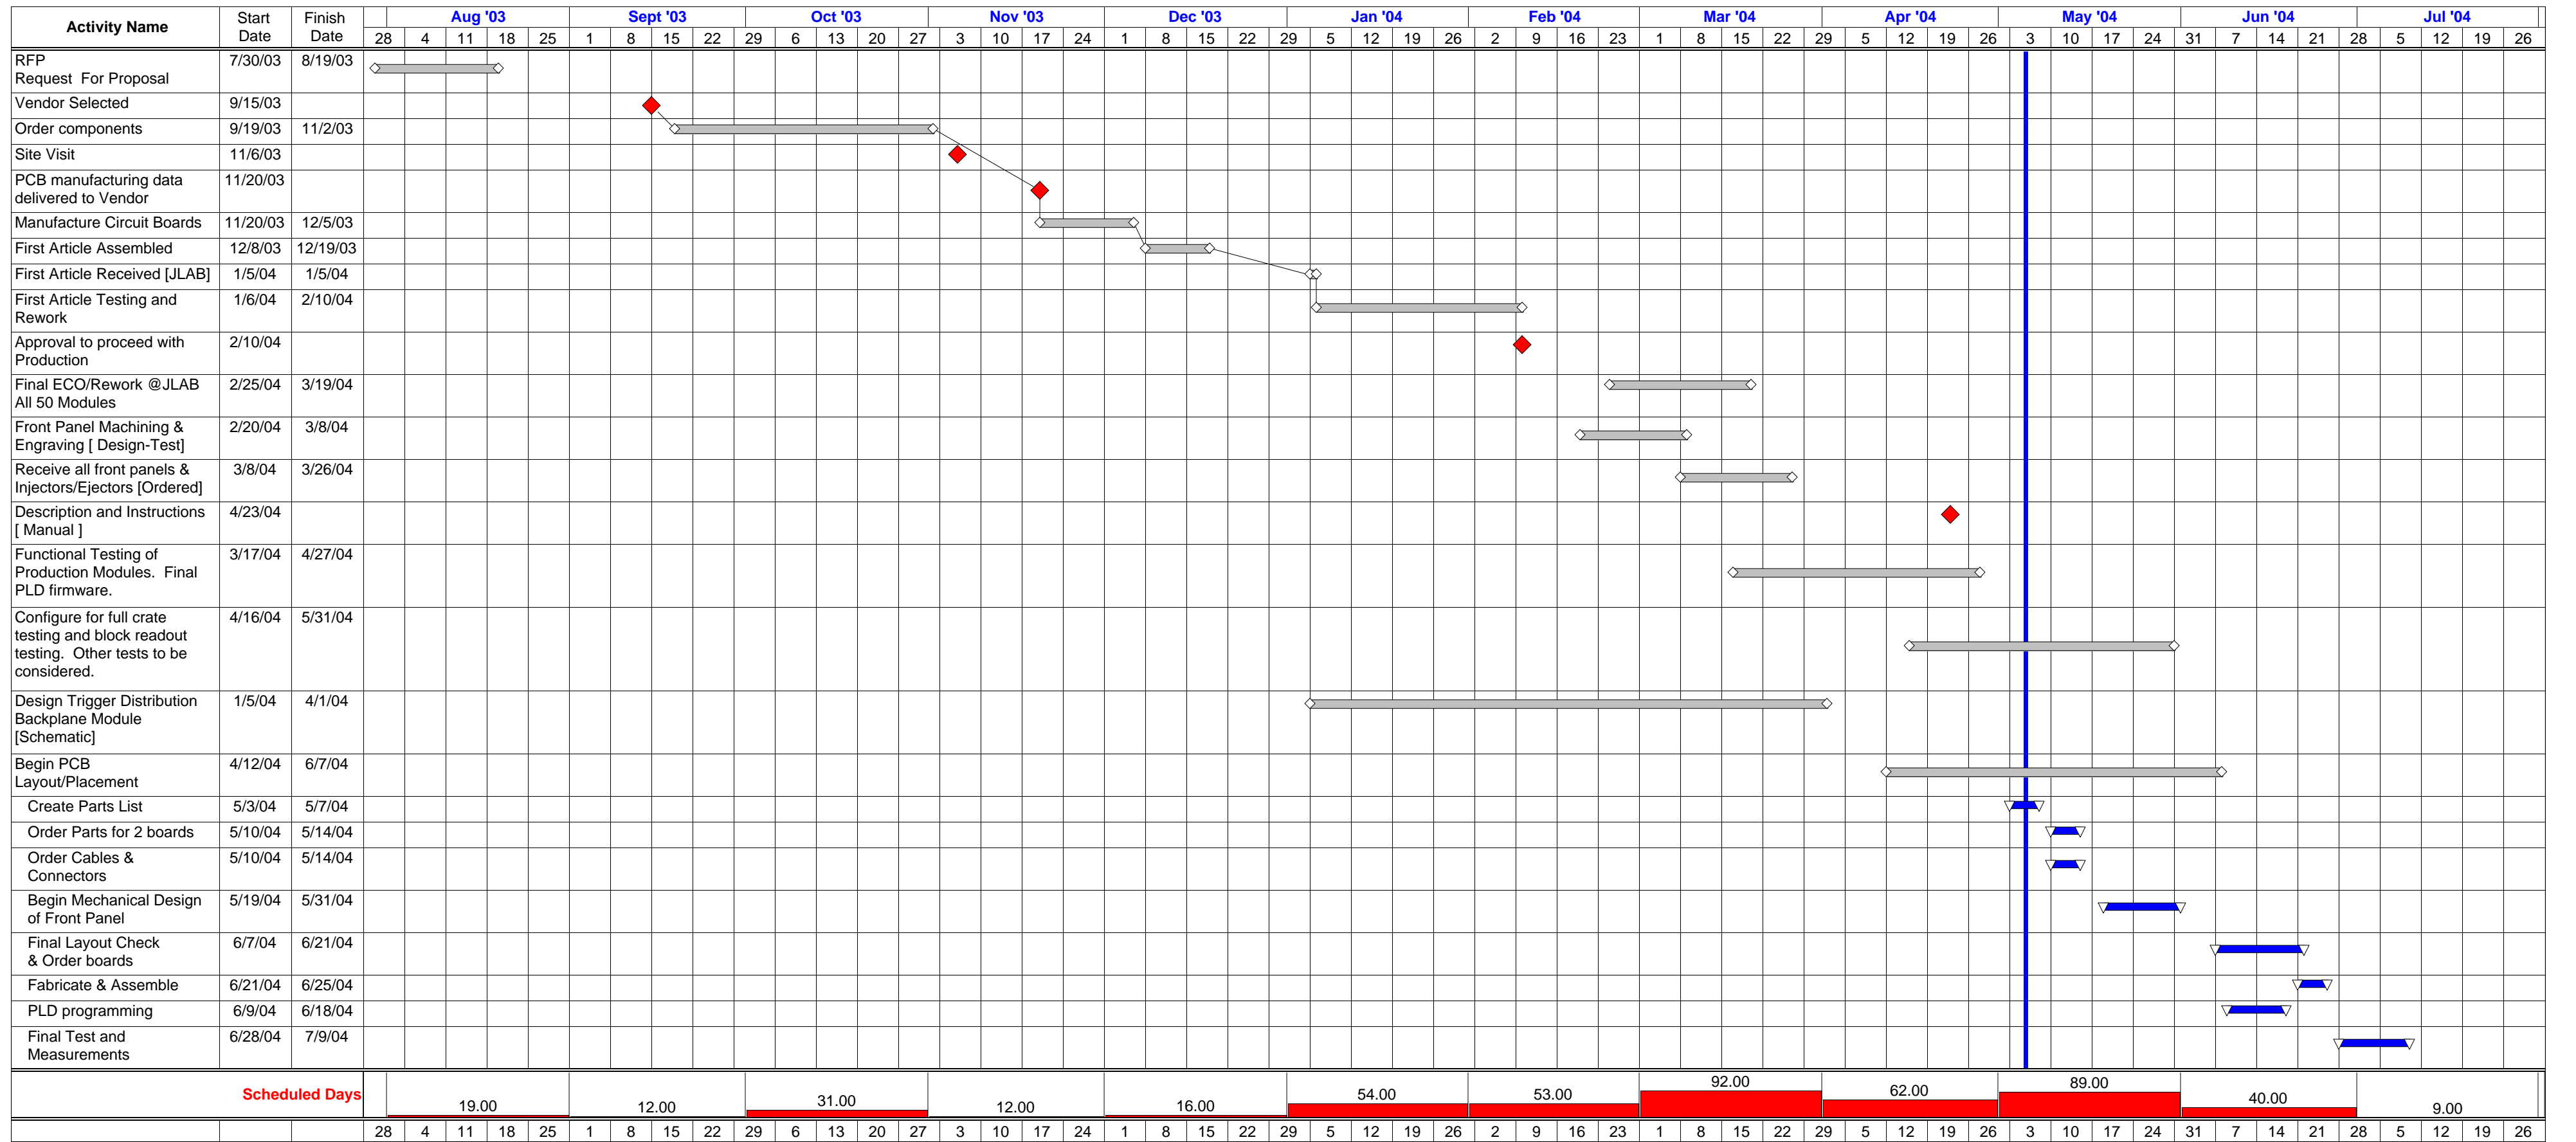 Activity Name Start Date Finish Date Aug '03 Sept '03 Oct '03 Nov '03 Dec '03 Jan '04 Feb '04 Mar '04 Apr '04 May '04 Jun '04 Jul '04
28 4 11 18 25 1 8 15 22 29 6 13 20 27 3 10 17 24 1 8 15 22 29 5 12 19 26 2 9 16 23 1 8 15 22 29 5 12 19 26 3 10 17 24 31 7 14 21 28 5 12 19 26
RFP 7/30/03 8/19/03
Request For Proposal
Vendor Selected 9/15/03
Order components 9/19/03 11/2/03
Site Visit 11/6/03
PCB manufacturing data 11/20/03
delivered to Vendor
Manufacture Circuit Boards 11/20/03 12/5/03
First Article Assembled 12/8/03 12/19/03
First Article Received [JLAB] 1/5/04 1/5/04
First Article Testing and 1/6/04 2/10/04
Rework
Approval to proceed with 2/10/04
Production
Final ECO/Rework @JLAB 2/25/04 3/19/04
All 50 Modules
Front Panel Machining & 2/20/04 3/8/04
Engraving [ Design-Test]
Receive all front panels & 3/8/04 3/26/04
Injectors/Ejectors [Ordered]
Description and Instructions 4/23/04
[ Manual ]
Functional Testing of 3/17/04 4/27/04
Production Modules. Final
PLD firmware.
Configure for full crate 4/16/04 5/31/04
testing and block readout
testing. Other tests to be
considered.
Design Trigger Distribution 1/5/04 4/1/04
Backplane Module
[Schematic]
Begin PCB 4/12/04 6/7/04
Layout/Placement
Create Parts List 5/3/04 5/7/04
Order Parts for 2 boards 5/10/04 5/14/04
Order Cables & 5/10/04 5/14/04
Connectors
Begin Mechanical Design 5/19/04 5/31/04
of Front Panel
Final Layout Check 6/7/04 6/21/04
& Order boards
Fabricate & Assemble 6/21/04 6/25/04
PLD programming 6/9/04 6/18/04
Final Test and 6/28/04 7/9/04
Measurements
Scheduled Days 19.00 12.00 31.00 12.00 16.00 54.00 53.00 92.00 62.00 89.00 40.00 9.00
28 4 11 18 25 1 8 15 22 29 6 13 20 27 3 10 17 24 1 8 15 22 29 5 12 19 26 2 9 16 23 1 8 15 22 29 5 12 19 26 3 10 17 24 31 7 14 21 28 5 12 19 26